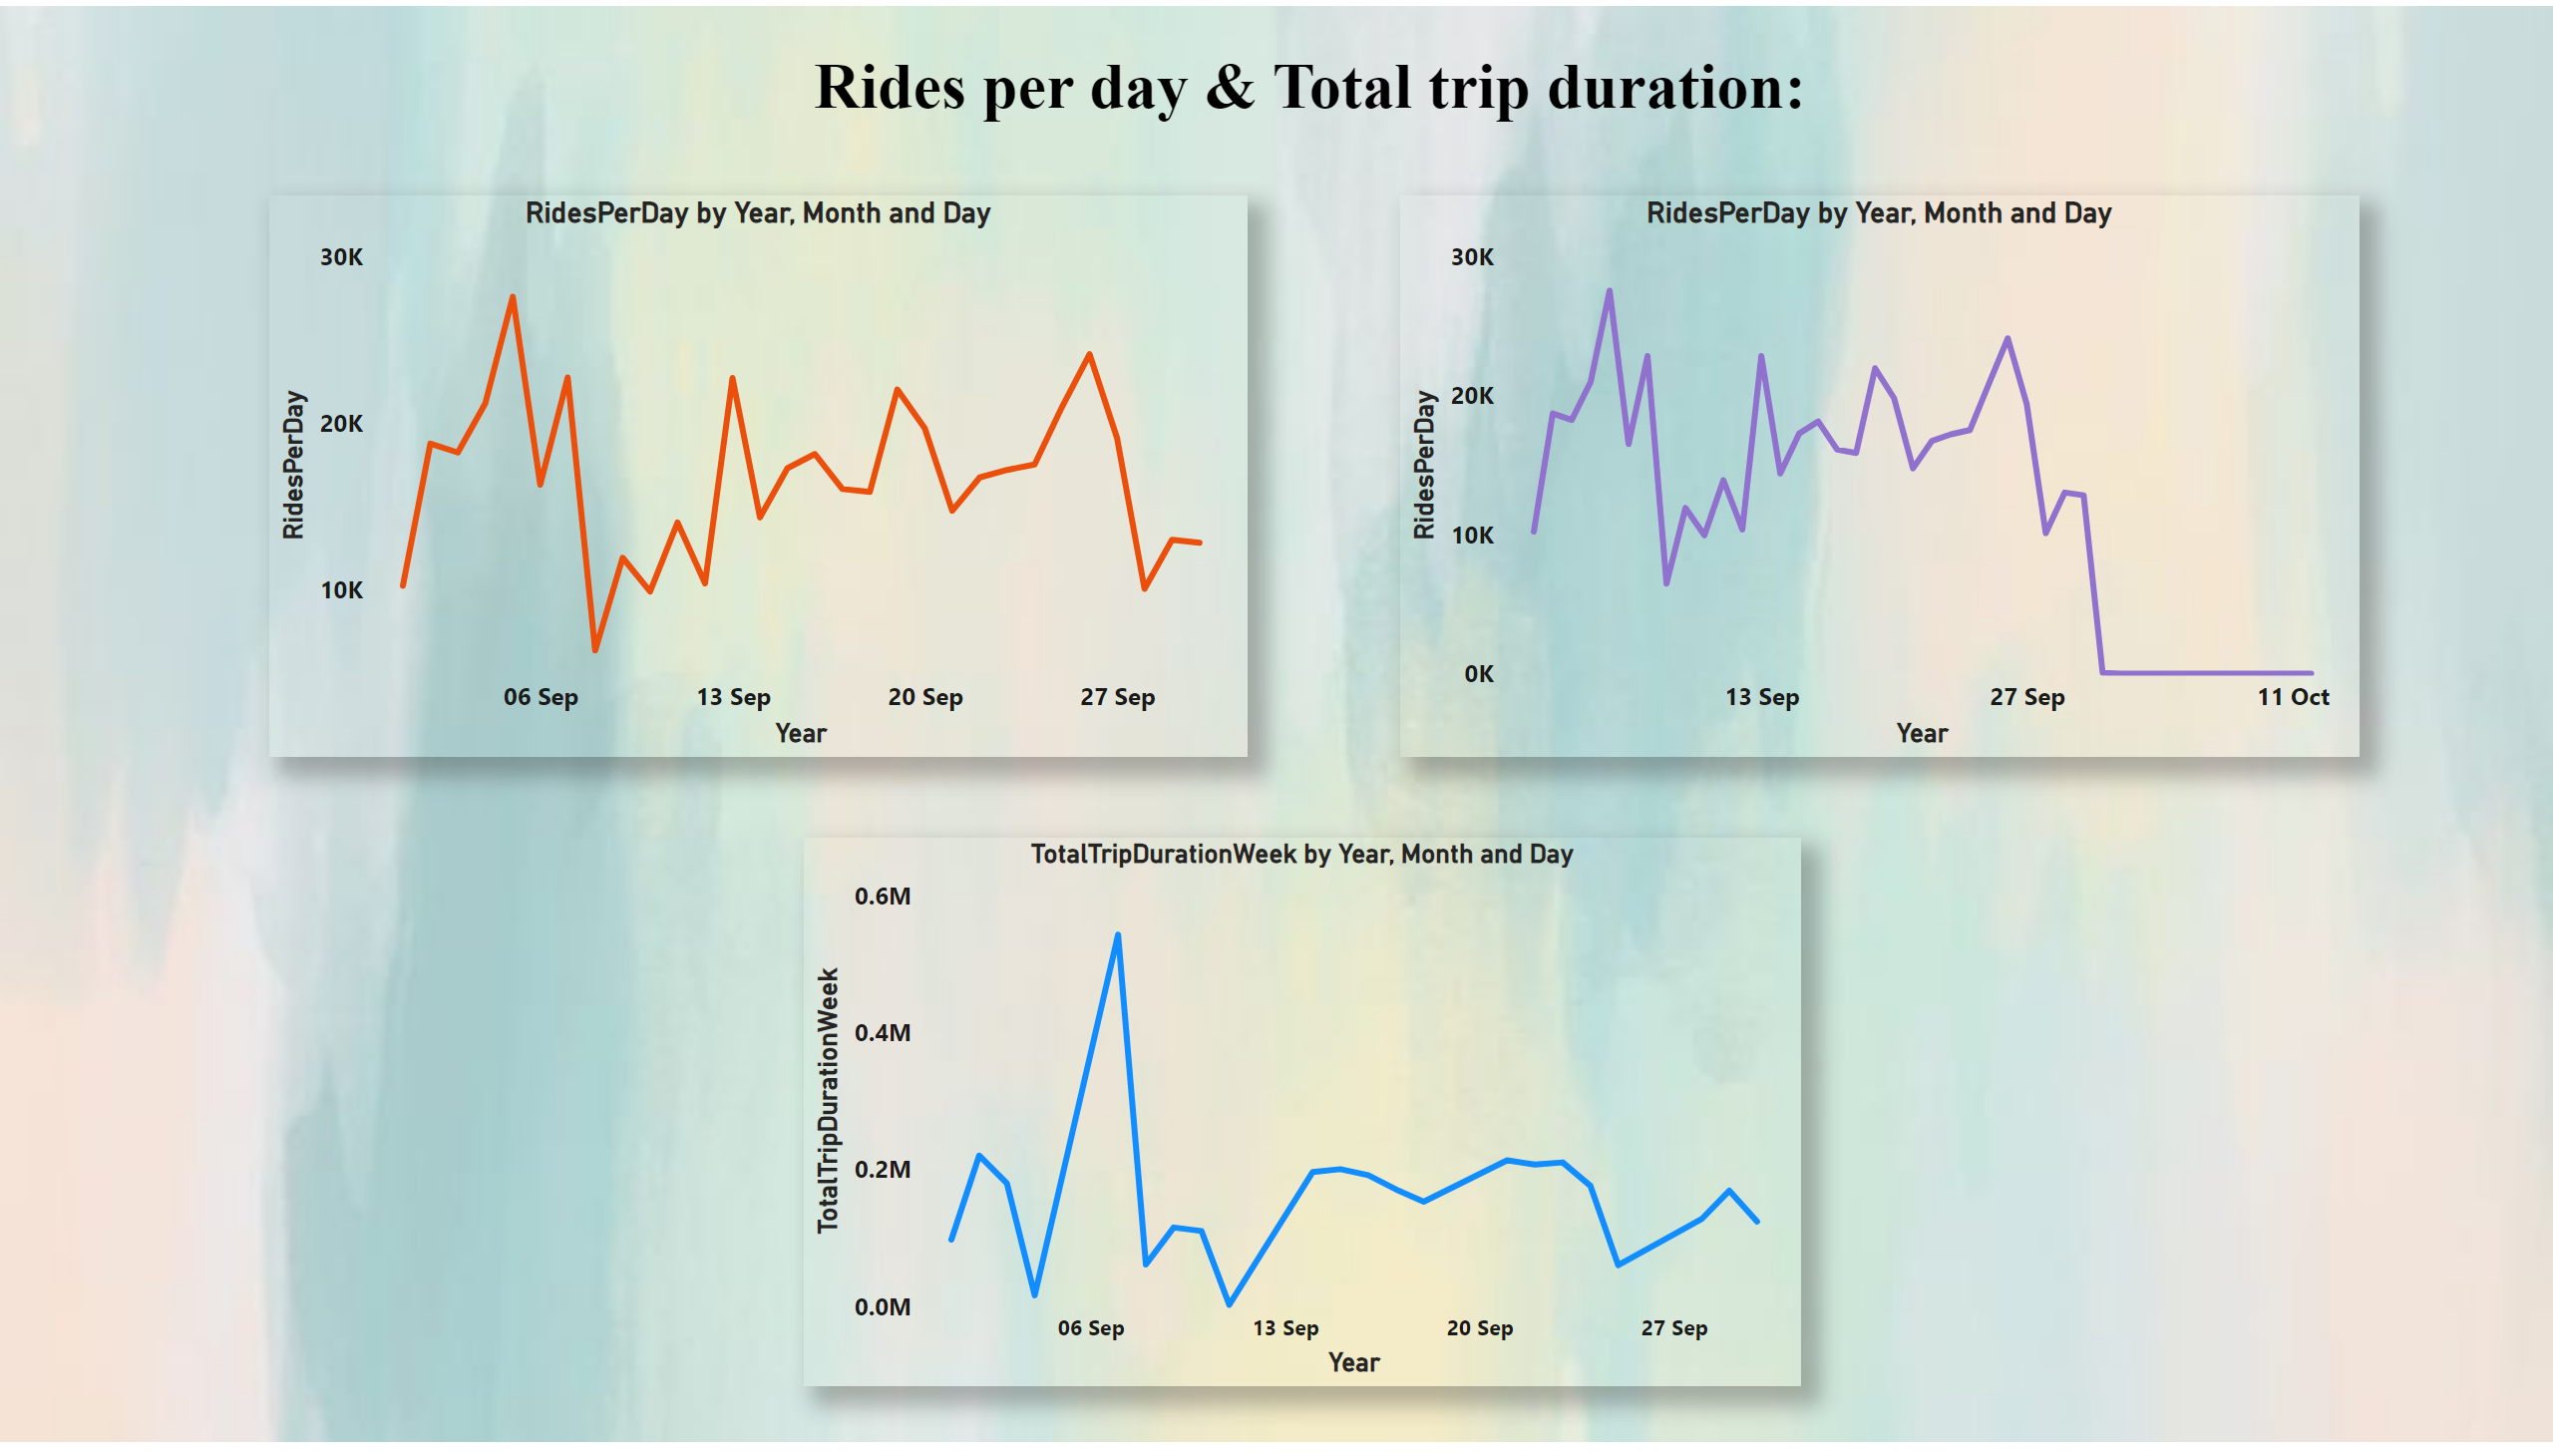 Rides per day & Total trip duration:
RidesPerDay by Year, Month and Day
30K
20K
10K
RidesPerDay
06 Sep
13 Sep
20 Sep
27 Sep
Year
RidesPerDay by Year, Month and Day
30K
20K
10K
0K
RidesPerDay
13 Sep
27 Sep
11 Oct
Year
TotalTripDurationWeek by Year, Month and Day
0.6M
0.4M
0.2M
0.0M
TotalTripDurationWeek
06 Sep
13 Sep
20 Sep
27 Sep
Year